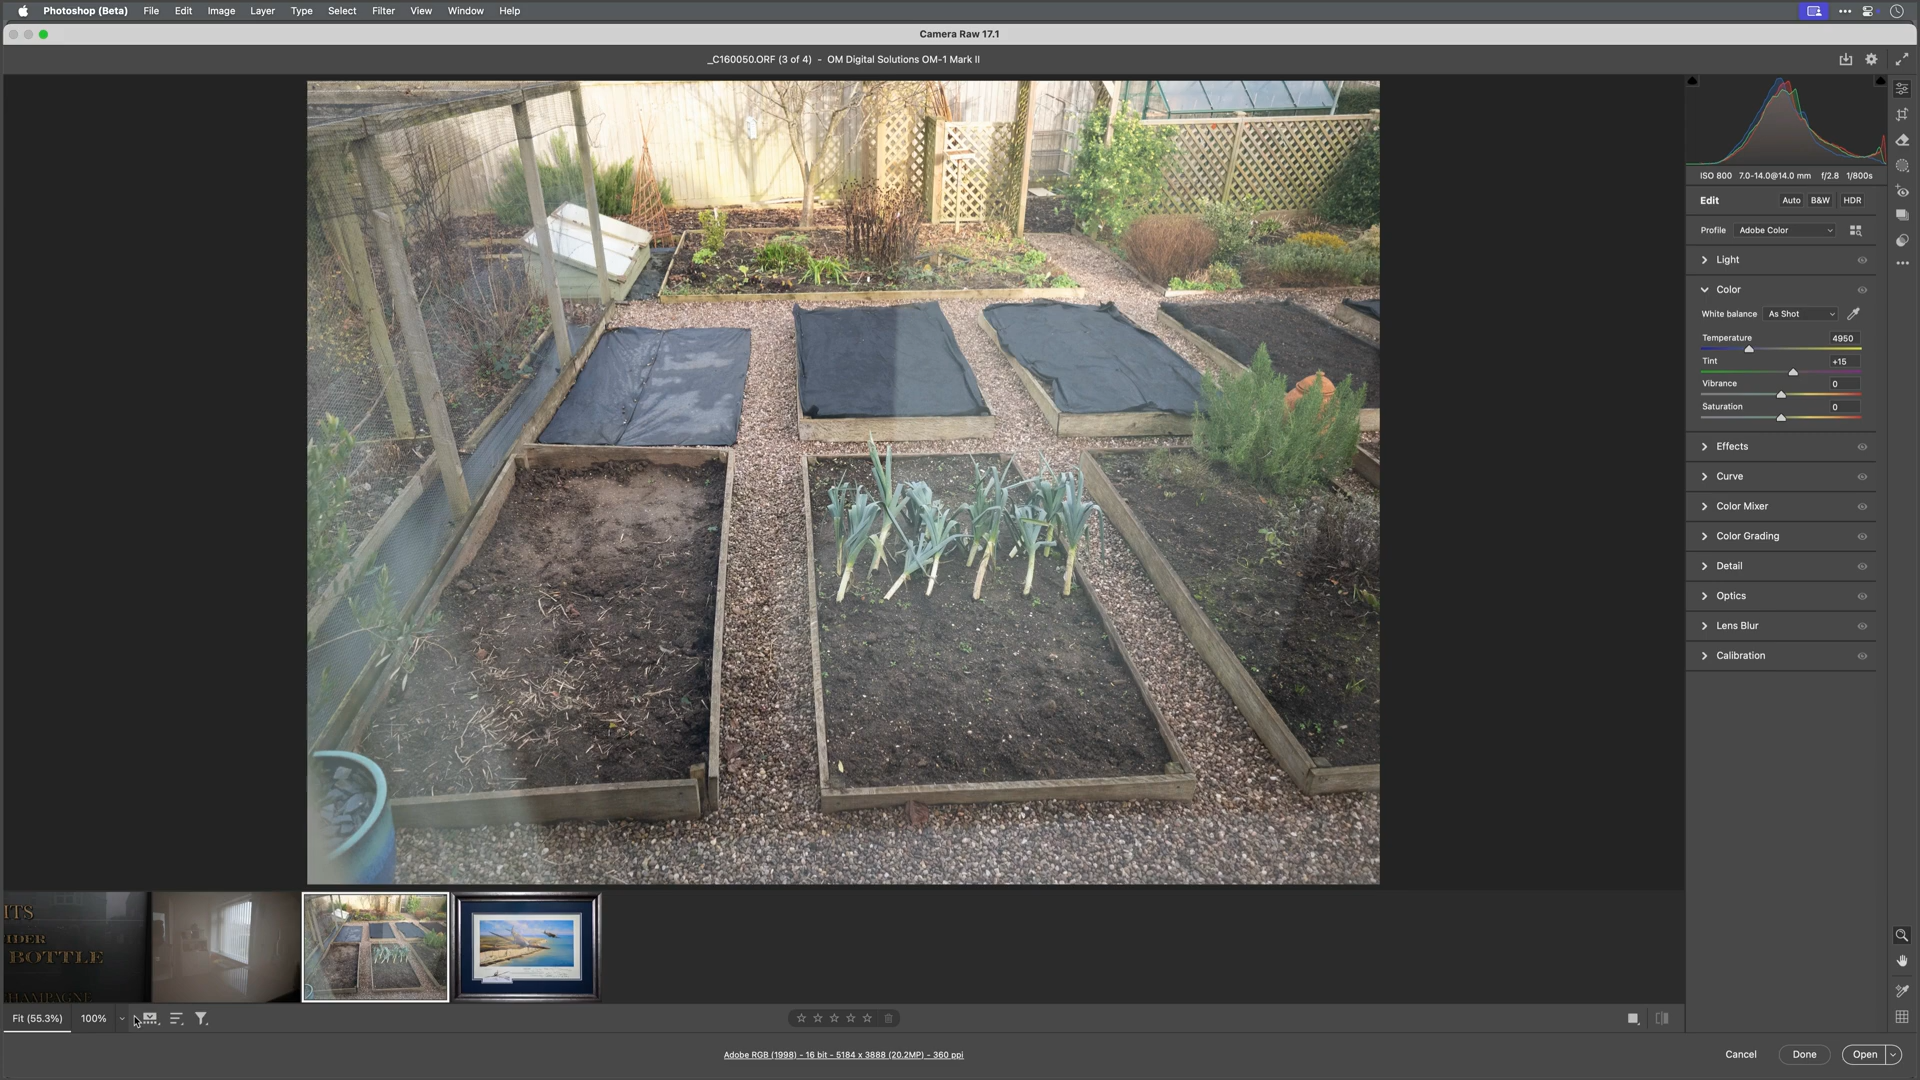 Photoshop (Beta) File Edit Image Layer Type Select Filter View Window Help
Camera Raw 17.1
_C160050.ORF (3 of 4) - OM Digital Solutions OM-1 Mark II
ISO 800 7.0-14.0@14.0 mm f/2.8 1/800s
Edit Auto B&W HDR
Profile Adobe Color
Light
Color
White balance As Shot
Temperature 4950
Tint +15
Vibrance 0
Saturation 0
Effects
Curve
Color Mixer
Color Grading
Detail
Optics
Lens Blur
Calibration
ITS
BOTTLE
HAMPAGNE
Fit (55.3%) 100%
Adobe RGB (1998) - 16 bit - 5184 x 3888 (20.2MP) - 360 ppi
Cancel Done Open